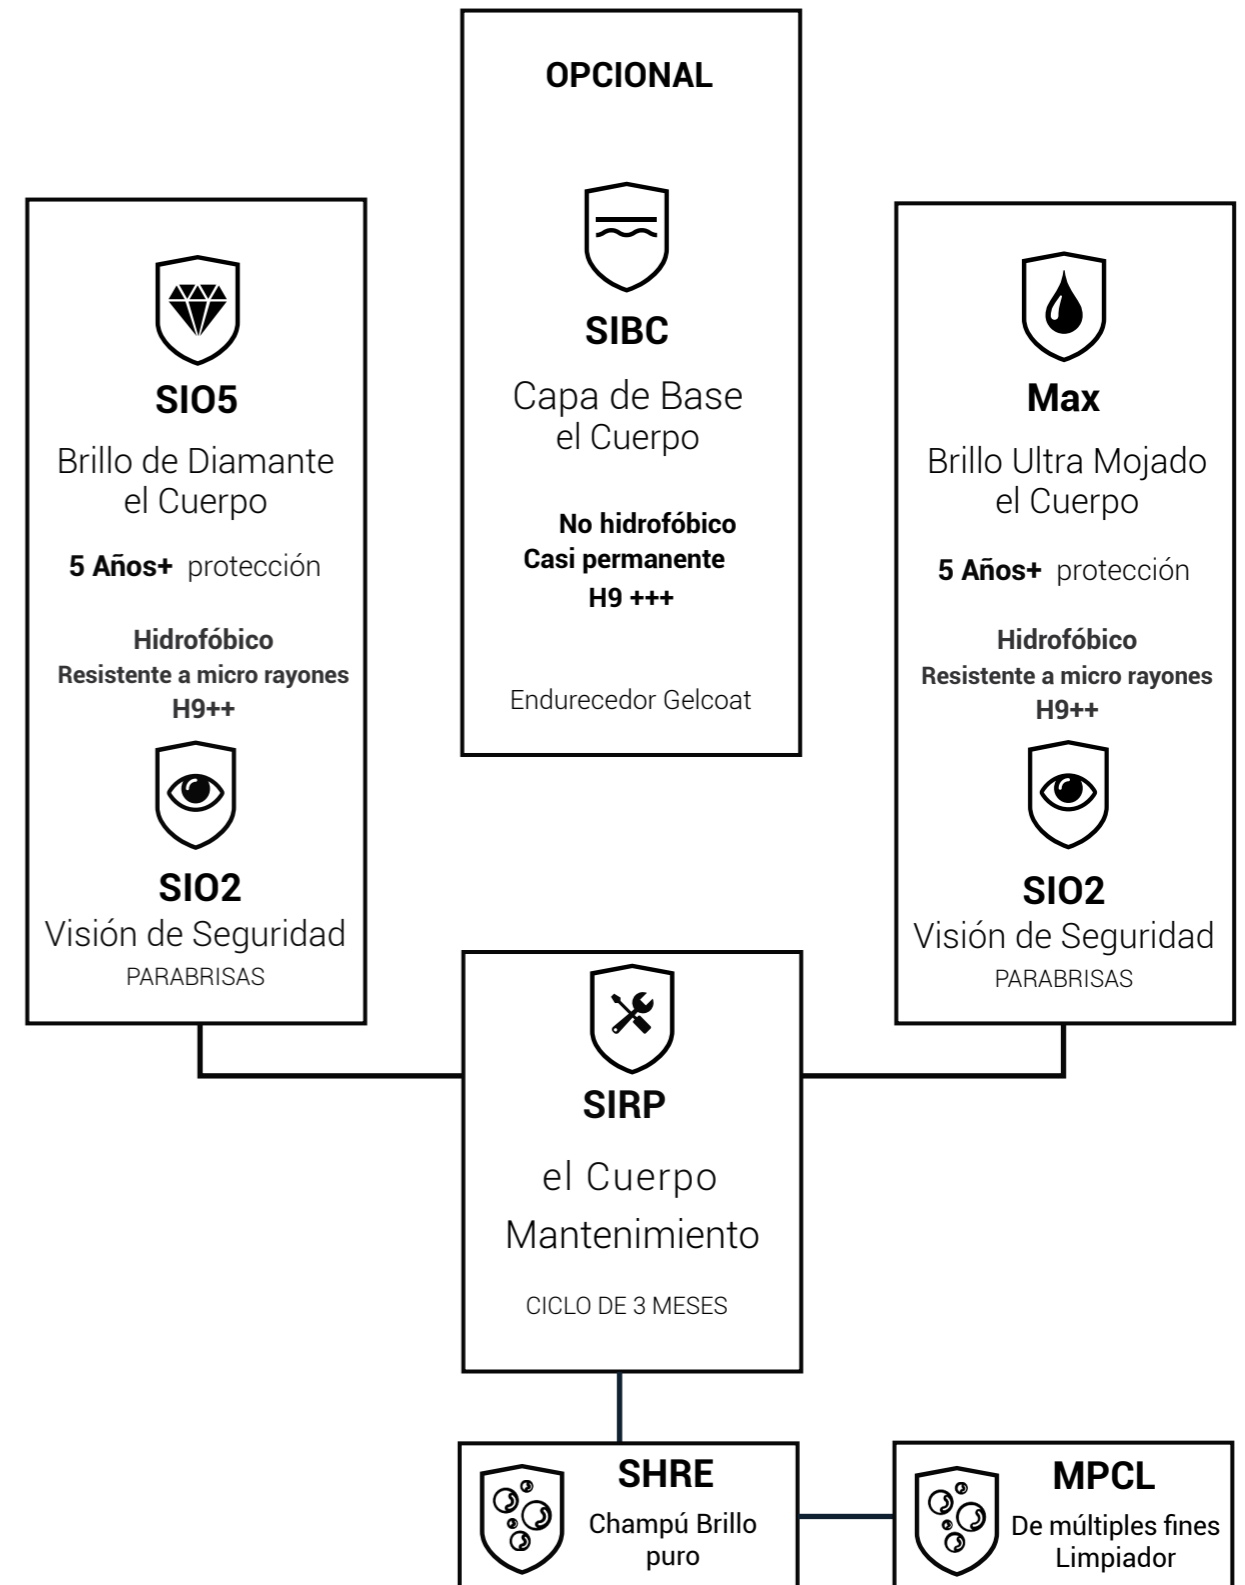 OPCIONAL
SIBC
Capa de Base
el Cuerpo
No hidrofóbico
Casi permanente
H9 +++
Endurecedor Gelcoat
SIO5
Brillo de Diamante
el Cuerpo
5 Años+ protección
Hidrofóbico
Resistente a micro rayones
H9++
SIO2
Visión de Seguridad
PARABRISAS
Max
Brillo Ultra Mojado
el Cuerpo
5 Años+ protección
Hidrofóbico
Resistente a micro rayones
H9++
SIO2
Visión de Seguridad
PARABRISAS
SIRP
el Cuerpo
Mantenimiento
CICLO DE 3 MESES
SHRE
Champú Brillo
puro
MPCL
De múltiples fines
Limpiador